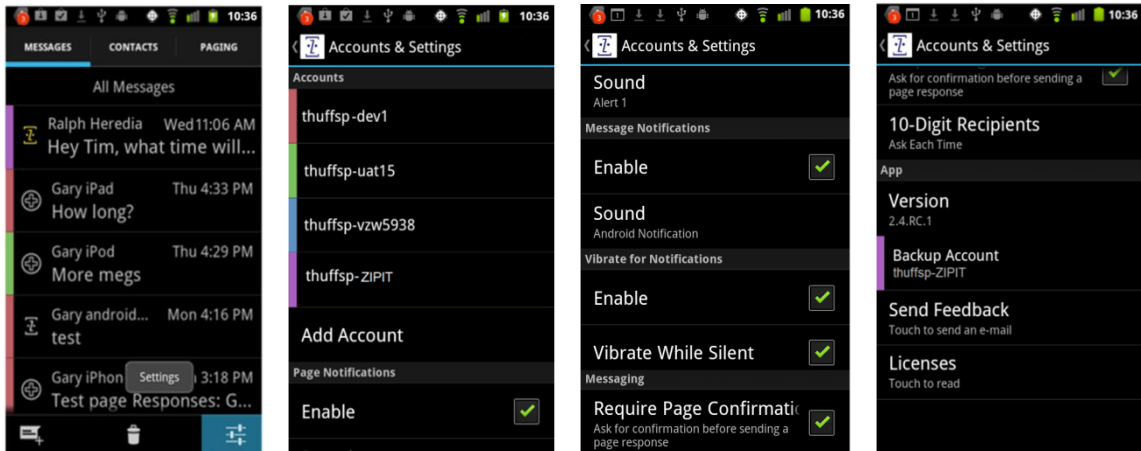 10:36
MESSAGES CONTACTS PAGING
All Messages
Ralph Heredia Wed 11:06 AM
Hey Tim, what time will...
Gary iPad Thu 4:33 PM
How long?
Gary iPod Thu 4:29 PM
More megs
Gary android... Mon 4:16 PM
test
Gary iPhon Settings 3:18 PM
Test page Responses: G...
3 10:36
Accounts & Settings
Accounts
thuffsp-dev1
thuffsp-uat15
thuffsp-vzw5938
thuffsp-ZIPIT
Add Account
Page Notifications
Enable
3 1 10:36
Accounts & Settings
Sound
Alert 1
Message Notifications
Enable
Sound
Android Notification
Vibrate for Notifications
Enable
Vibrate While Silent
Messaging
Require Page Confirmatic
Ask for confirmation before sending a
page response
3 10:36
Accounts & Settings
Ask for confirmation before sending a
page response
10-Digit Recipients
Ask Each Time
App
Version
2.4.RC.1
Backup Account
thuffsp-ZIPIT
Send Feedback
Touch to send an e-mail
Licenses
Touch to read